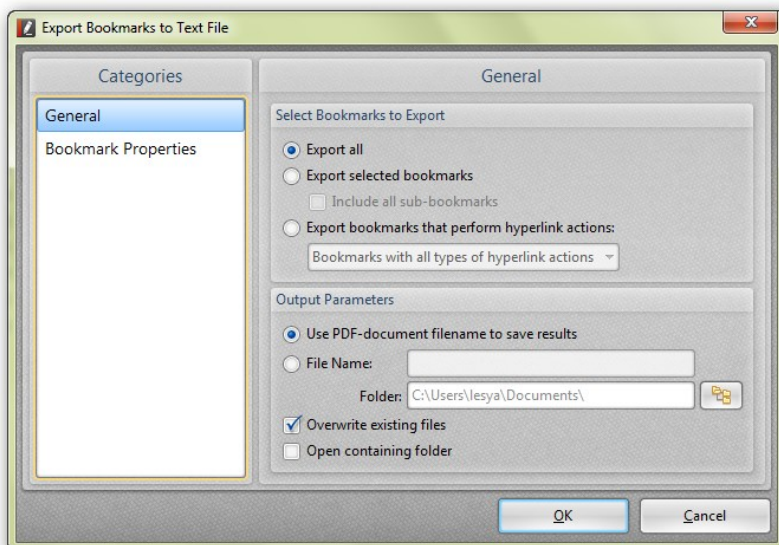 Export Bookmarks to Text File
Categories
General
Bookmark Properties
General
Select Bookmarks to Export
Export all
Export selected bookmarks
Include all sub-bookmarks
Export bookmarks that perform hyperlink actions:
Bookmarks with all types of hyperlink actions
Output Parameters
Use PDF-document filename to save results
File Name:
Folder: C:\Users\lesya\Documents\
Overwrite existing files
Open containing folder
OK Cancel